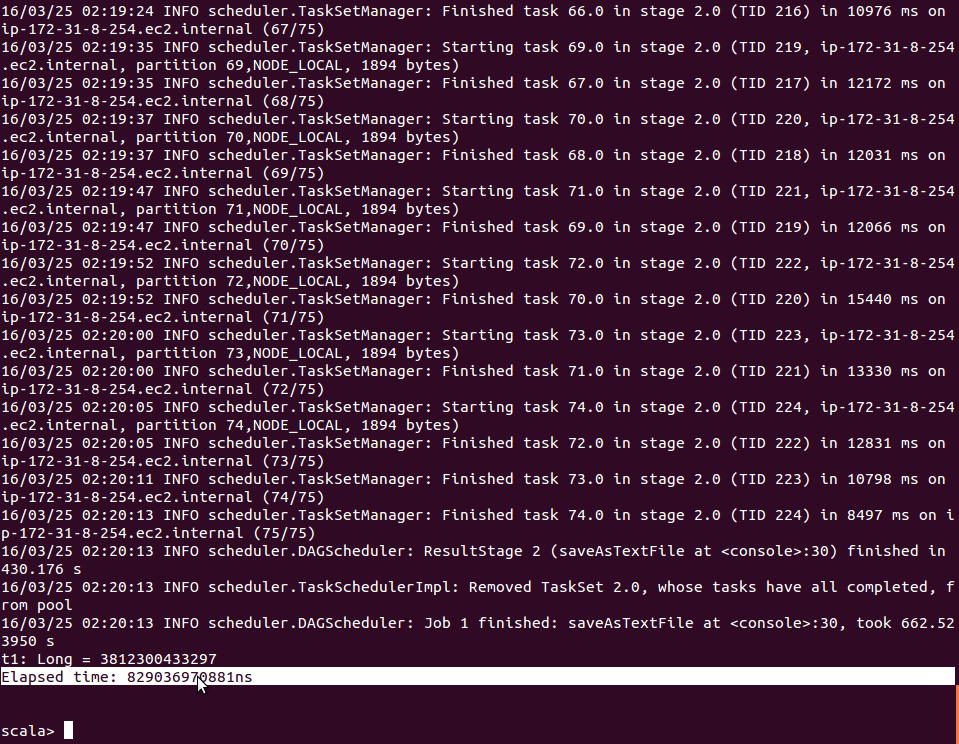 16/03/25 02:19:24 INFO scheduler.TaskSetManager: Finished task 66.0 in stage 2.0 (TID 216) in 10976 ms on
ip-172-31-8-254.ec2.internal (67/75)
16/03/25 02:19:35 INFO scheduler.TaskSetManager: Starting task 69.0 in stage 2.0 (TID 219, ip-172-31-8-254
.ec2.internal, partition 69,NODE_LOCAL, 1894 bytes)
16/03/25 02:19:35 INFO scheduler.TaskSetManager: Finished task 67.0 in stage 2.0 (TID 217) in 12172 ms on
ip-172-31-8-254.ec2.internal (68/75)
16/03/25 02:19:37 INFO scheduler.TaskSetManager: Starting task 70.0 in stage 2.0 (TID 220, ip-172-31-8-254
.ec2.internal, partition 70,NODE_LOCAL, 1894 bytes)
16/03/25 02:19:37 INFO scheduler.TaskSetManager: Finished task 68.0 in stage 2.0 (TID 218) in 12031 ms on
ip-172-31-8-254.ec2.internal (69/75)
16/03/25 02:19:47 INFO scheduler.TaskSetManager: Starting task 71.0 in stage 2.0 (TID 221, ip-172-31-8-254
.ec2.internal, partition 71,NODE_LOCAL, 1894 bytes)
16/03/25 02:19:47 INFO scheduler.TaskSetManager: Finished task 69.0 in stage 2.0 (TID 219) in 12066 ms on
ip-172-31-8-254.ec2.internal (70/75)
16/03/25 02:19:52 INFO scheduler.TaskSetManager: Starting task 72.0 in stage 2.0 (TID 222, ip-172-31-8-254
.ec2.internal, partition 72,NODE_LOCAL, 1894 bytes)
16/03/25 02:19:52 INFO scheduler.TaskSetManager: Finished task 70.0 in stage 2.0 (TID 220) in 15440 ms on
ip-172-31-8-254.ec2.internal (71/75)
16/03/25 02:20:00 INFO scheduler.TaskSetManager: Starting task 73.0 in stage 2.0 (TID 223, ip-172-31-8-254
.ec2.internal, partition 73,NODE_LOCAL, 1894 bytes)
16/03/25 02:20:00 INFO scheduler.TaskSetManager: Finished task 71.0 in stage 2.0 (TID 221) in 13330 ms on
ip-172-31-8-254.ec2.internal (72/75)
16/03/25 02:20:05 INFO scheduler.TaskSetManager: Starting task 74.0 in stage 2.0 (TID 224, ip-172-31-8-254
.ec2.internal, partition 74,NODE_LOCAL, 1894 bytes)
16/03/25 02:20:05 INFO scheduler.TaskSetManager: Finished task 72.0 in stage 2.0 (TID 222) in 12831 ms on
ip-172-31-8-254.ec2.internal (73/75)
16/03/25 02:20:11 INFO scheduler.TaskSetManager: Finished task 73.0 in stage 2.0 (TID 223) in 10798 ms on
ip-172-31-8-254.ec2.internal (74/75)
16/03/25 02:20:13 INFO scheduler.TaskSetManager: Finished task 74.0 in stage 2.0 (TID 224) in 8497 ms on i
p-172-31-8-254.ec2.internal (75/75)
16/03/25 02:20:13 INFO scheduler.DAGScheduler: ResultStage 2 (saveAsTextFile at <console>:30) finished in
430.176 s
16/03/25 02:20:13 INFO scheduler.TaskSchedulerImpl: Removed TaskSet 2.0, whose tasks have all completed, f
rom pool
16/03/25 02:20:13 INFO scheduler.DAGScheduler: Job 1 finished: saveAsTextFile at <console>:30, took 662.52
3950 s
t1: Long = 3812300433297
Elapsed time: 829036970881ns
scala>